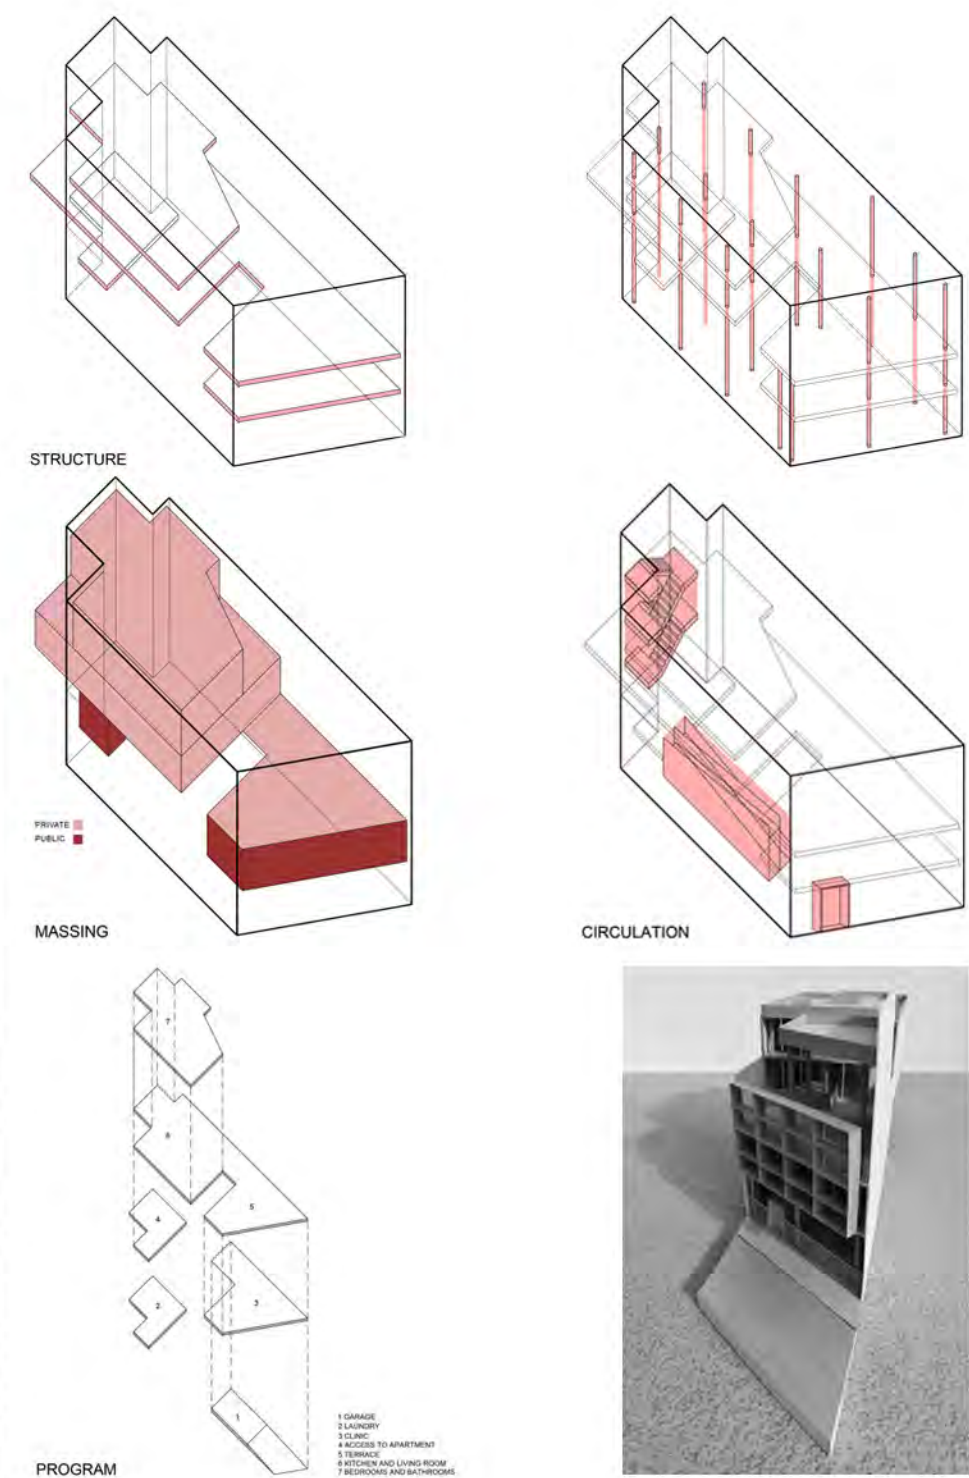 STRUCTURE
PRIVATE
PUBLIC
MASSING
CIRCULATION
7
6
5
4
3
2
1
1 GARAGE
2 LAUNDRY
3 CLINIC
4 ACCESS TO APARTMENT
5 TERRACE
6 KITCHEN AND LIVING ROOM
7 BEDROOMS AND BATHROOMS
PROGRAM